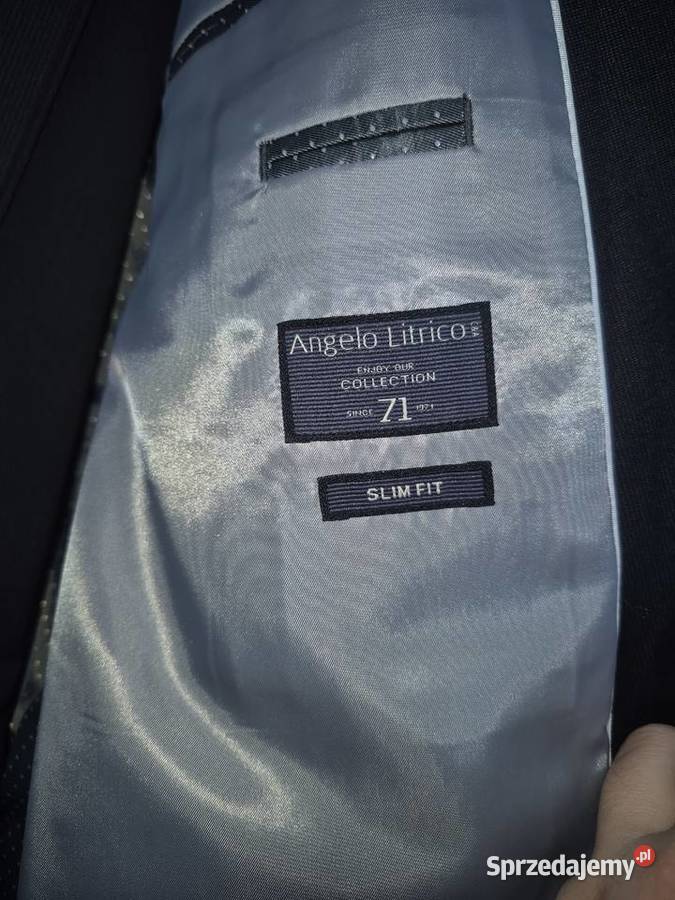 Angelo Litrico
C&A
ENJOY OUR
COLLECTION
SINCE 71 1971
SLIM FIT
Sprzedajemy.pl